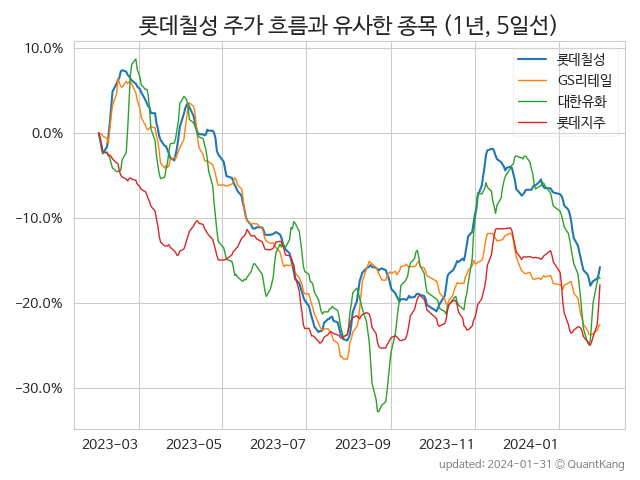 롯데칠성 주가 흐름과 유사한 종목 (1년, 5일선)
10.0%
0.0%
−10.0%
−20.0%
−30.0%
롯데칠성
GS리테일
대한유화
롯데지주
2023-03 2023-05 2023-07 2023-09 2023-11 2024-01
updated: 2024-01-31 © QuantKang